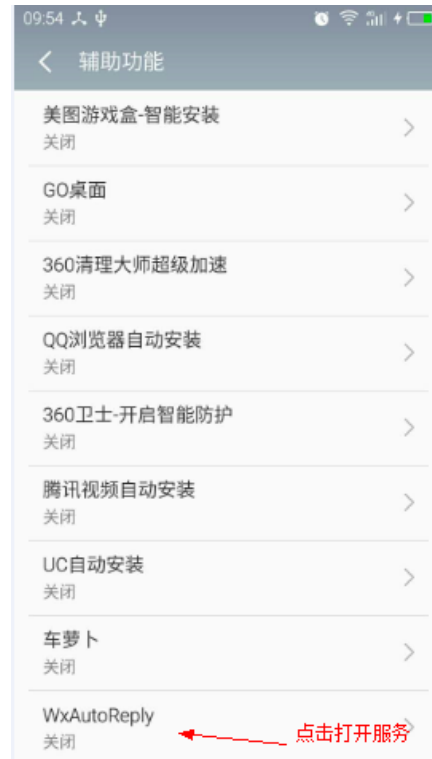 09:54
辅助功能
美图游戏盒-智能安装
关闭
GO桌面
关闭
360清理大师超级加速
关闭
QQ浏览器自动安装
关闭
360卫士-开启智能防护
关闭
腾讯视频自动安装
关闭
UC自动安装
关闭
车萝卜
关闭
WxAutoReply
关闭
点击打开服务